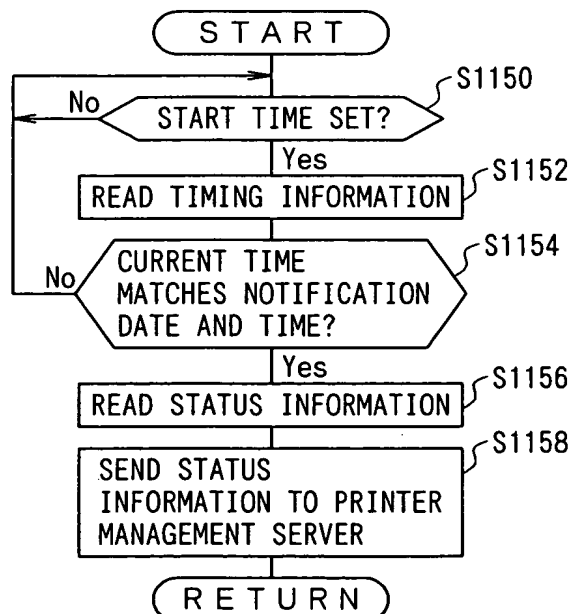 START
S1150
No
START TIME SET?
Yes
S1152
READ TIMING INFORMATION
S1154
No
CURRENT TIME
MATCHES NOTIFICATION
DATE AND TIME?
Yes
S1156
READ STATUS INFORMATION
S1158
SEND STATUS
INFORMATION TO PRINTER
MANAGEMENT SERVER
RETURN